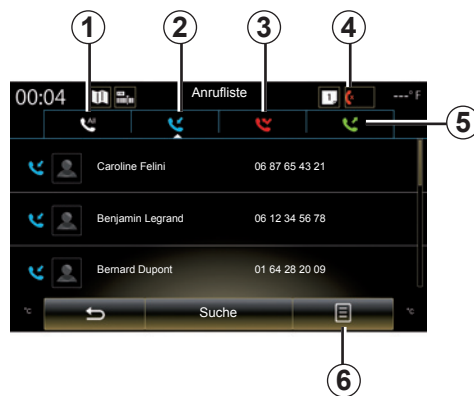 1 2 3 4
00:04 Anrufliste 1 ---°F
All
5
Caroline Felini 06 87 65 43 21
Benjamin Legrand 06 12 34 56 78
Bernard Dupont 01 64 28 20 09
°C Suche °C
6